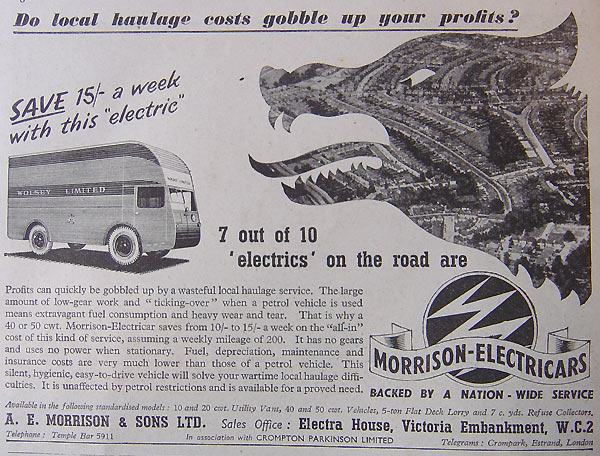 Do local haulage costs gobble up your profits?
SAVE 15/- a week
with this "electric"
WOLSEY LIMITED
7 out of 10
'electrics' on the road are
Profits can quickly be gobbled up by a wasteful local haulage service. The large
amount of low-gear work and "ticking-over" when a petrol vehicle is used
means extravagant fuel consumption and heavy wear and tear. That is why a
40 or 50 cwt. Morrison-Electricar saves from 10/- to 15/- a week on the "all-in"
cost of this kind of service, assuming a weekly mileage of 200. It has no gears
and uses no power when stationary. Fuel, depreciation, maintenance and
insurance costs are very much lower than those of a petrol vehicle. This
silent, hygienic, easy-to-drive vehicle will solve your wartime local haulage diffi-
culties. It is unaffected by petrol restrictions and is available for a proved need.
MORRISON-ELECTRICARS
BACKED BY A NATION-WIDE SERVICE
Available in the following standardised models: 10 and 20 cwt. Utility Vans, 40 and 50 cwt. Vehicles, 5-ton Flat Deck Lorry and 7 c. yds. Refuse Collectors.
A. E. MORRISON & SONS LTD. Sales Office: Electra House, Victoria Embankment, W.C.2
Telephone: Temple Bar 5911 In association with CROMPTON PARKINSON LIMITED Telegrams: Crompark, Estrand, London